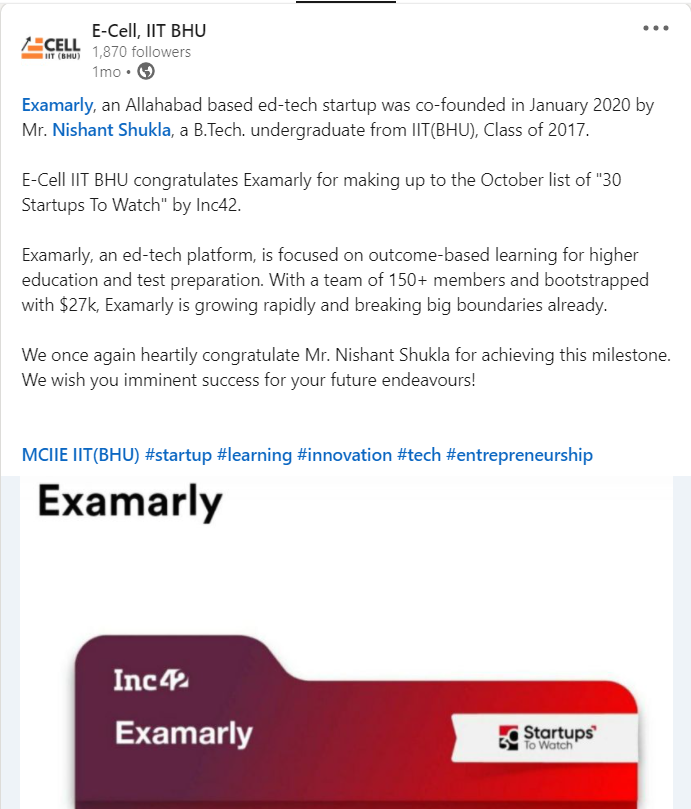 E-Cell, IIT BHU
CELL
IIT (BHU)
1,870 followers
1mo •
Examarly, an Allahabad based ed-tech startup was co-founded in January 2020 by
Mr. Nishant Shukla, a B.Tech. undergraduate from IIT(BHU), Class of 2017.
E-Cell IIT BHU congratulates Examarly for making up to the October list of "30
Startups To Watch" by Inc42.
Examarly, an ed-tech platform, is focused on outcome-based learning for higher
education and test preparation. With a team of 150+ members and bootstrapped
with $27k, Examarly is growing rapidly and breaking big boundaries already.
We once again heartily congratulate Mr. Nishant Shukla for achieving this milestone.
We wish you imminent success for your future endeavours!
MCIIE IIT(BHU) #startup #learning #innovation #tech #entrepreneurship
Examarly
Inc42
Examarly
30 Startups
To Watch